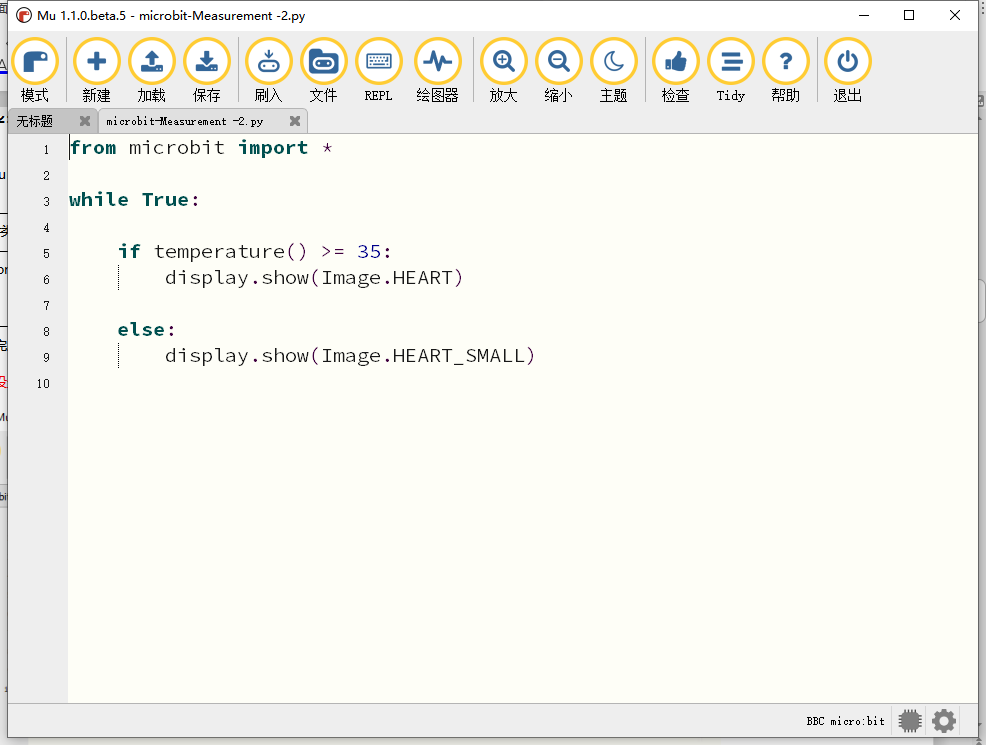 Mu 1.1.0.beta.5 - microbit-Measurement -2.py
模式 新建 加载 保存 刷入 文件 REPL 绘图器 放大 缩小 主题 检查 Tidy 帮助 退出
无标题 microbit-Measurement -2.py
1 from microbit import *
2
3 while True:
4
5 if temperature() >= 35:
6 display.show(Image.HEART)
7
8 else:
9 display.show(Image.HEART_SMALL)
10
BBC micro:bit